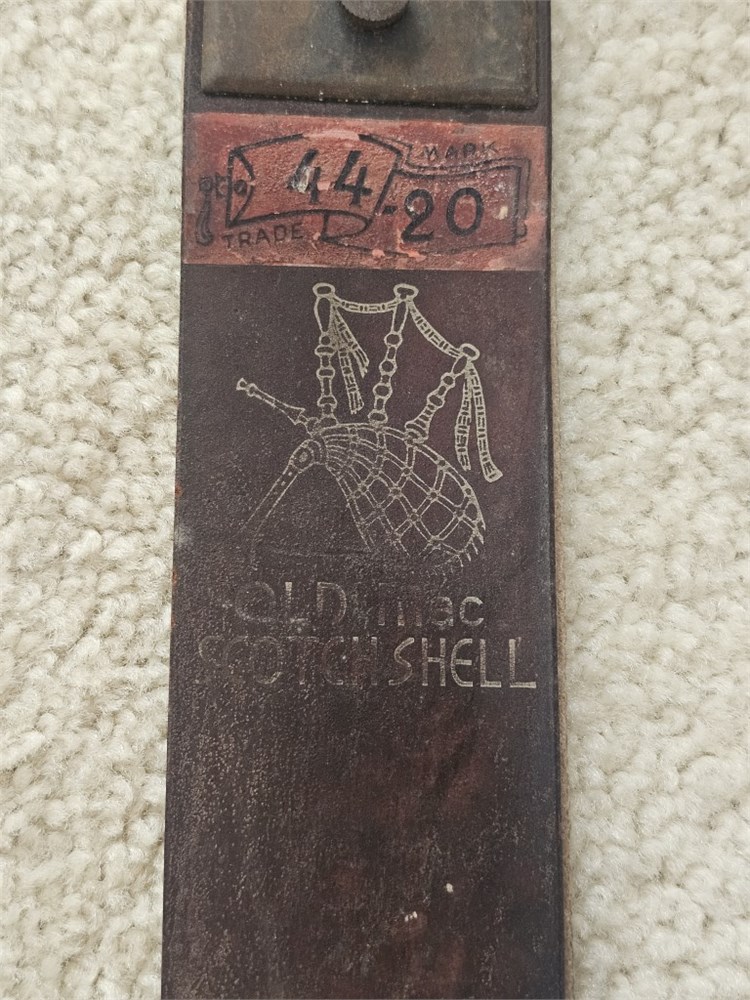 MARK
44-20
TRADE
OLD Mac
SCOTCH SHELL